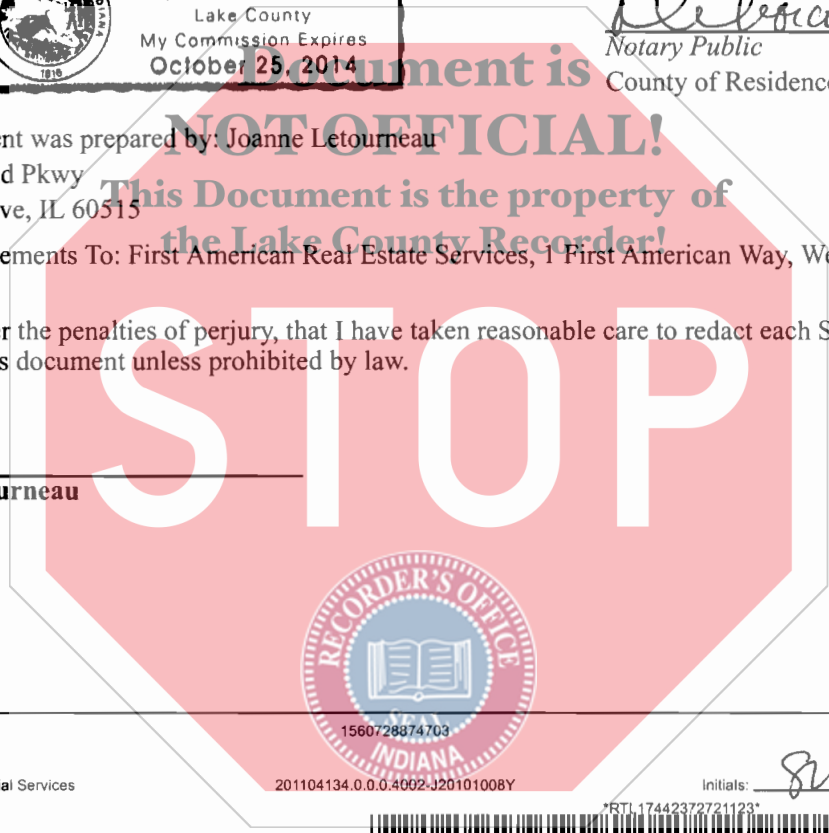 Lake County
My Commission Expires
October 25, 2014
INDIANA
1816
Notary Public
County of Residence
Document is
NOT OFFICIAL!
This Document is the property of
the Lake County Recorder!
nt was prepared by: Joanne Letourneau
d Pkwy
ve, IL 60515
ements To: First American Real Estate Services, 1 First American Way, We
r the penalties of perjury, that I have taken reasonable care to redact each S
s document unless prohibited by law.
STOP
urneau
RECORDER'S OFFICE
SEAL
INDIANA
1560728874703
al Services
201104134.0.0.0.4002-J20101008Y
Initials:
*RTL17442372721123*